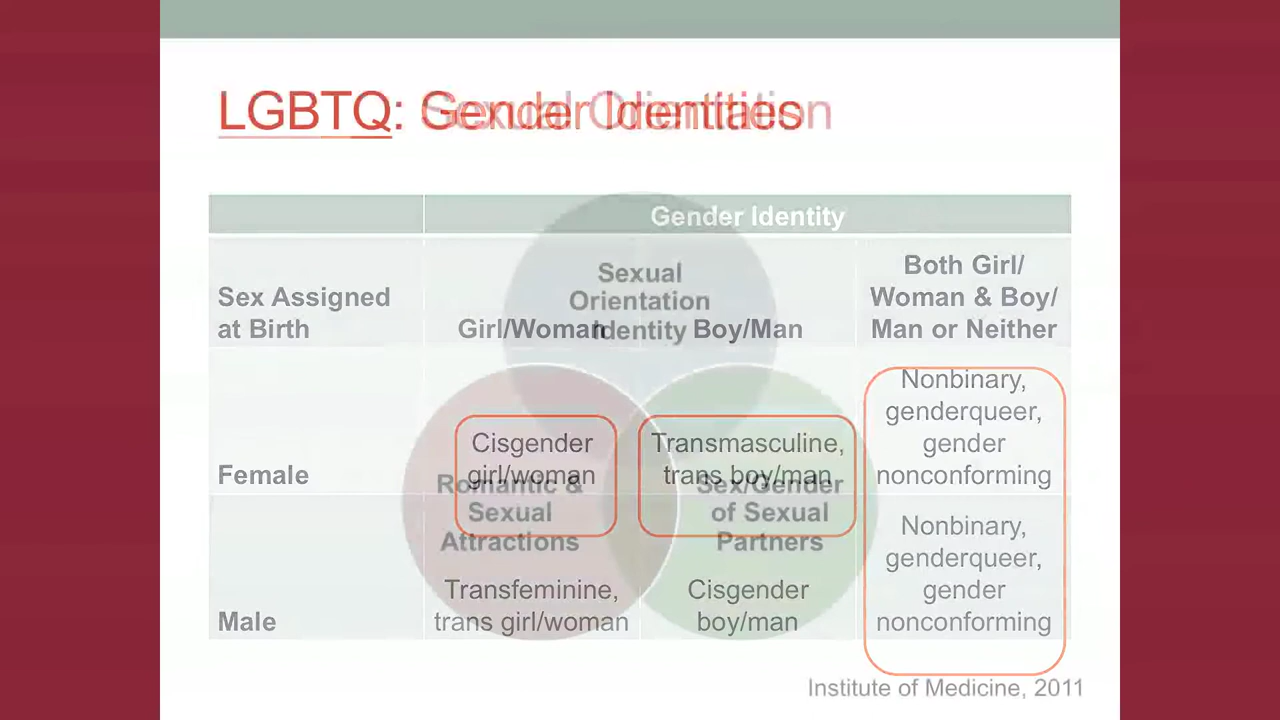 LGBTQ: Gender Identities
Sexual Orientation
Gender Identity
Sex Assigned
at Birth
Girl/Woman
Boy/Man
Both Girl/
Woman & Boy/
Man or Neither
Sexual
Orientation
Identity
Female
Cisgender
girl/woman
Transmasculine,
trans boy/man
Nonbinary,
genderqueer,
gender
nonconforming
Romantic &
Sexual
Attractions
Sex/Gender
of Sexual
Partners
Male
Transfeminine,
trans girl/woman
Cisgender
boy/man
Nonbinary,
genderqueer,
gender
nonconforming
Institute of Medicine, 2011